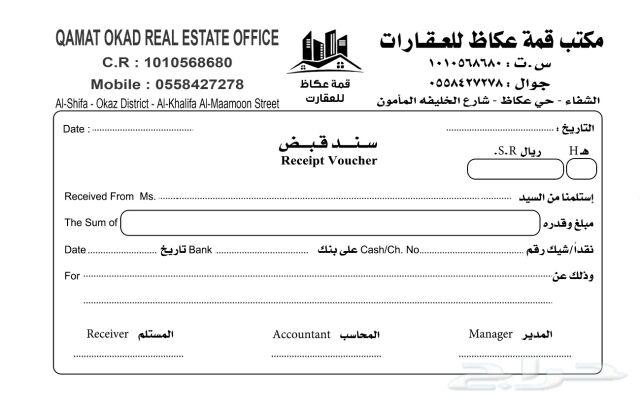 QAMAT OKAD REAL ESTATE OFFICE
C.R : 1010568680
Mobile : 0558427278
Al-Shifa - Okaz District - Al-Khalifa Al-Maamoon Street
قمة عكاظ
للعقارت
مكتب قمة عكاظ للعقارات
س.ت : ١٠١٠٥٦٨٦٨٠
جوال : ٠٥٥٨٤٢٧٢٧٨
الشفاء - حي عكاظ - شارع الخليفه المأمون
Date : التاريخ :
سند قبض
Receipt Voucher
ريال S.R. هـ H
Received From Ms. إستلمنا من السيد
The Sum of مبلغ وقدره
Date تاريخ Bank على بنك Cash/Ch. No. نقداً/شيك رقم
For وذلك عن
Receiver المستلم Accountant المحاسب Manager المدير
حراج